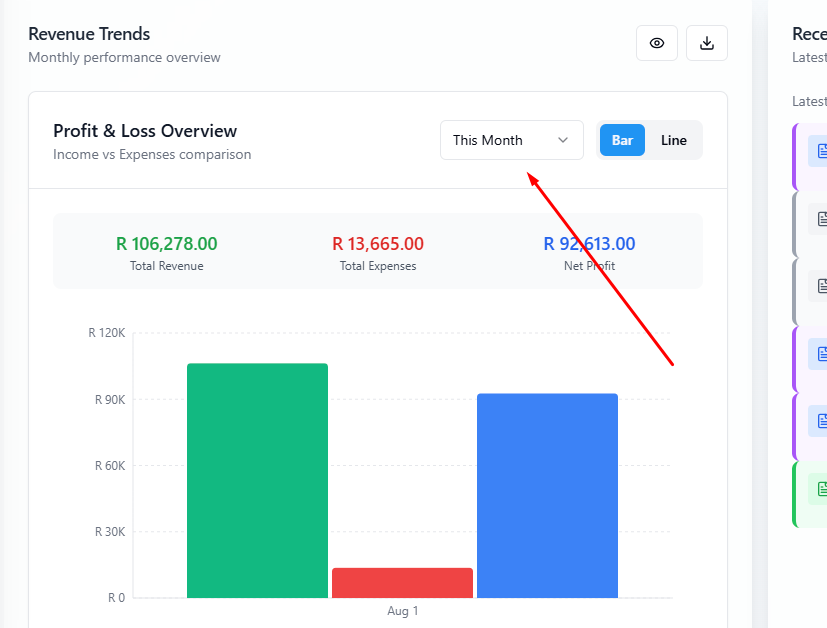 Revenue Trends
Monthly performance overview
Profit & Loss Overview
Income vs Expenses comparison
This Month
Bar
Line
R 106,278.00
Total Revenue
R 13,665.00
Total Expenses
R 92,613.00
Net Profit
R 120K
R 90K
R 60K
R 30K
R 0
Aug 1
Rece
Latest
Latest